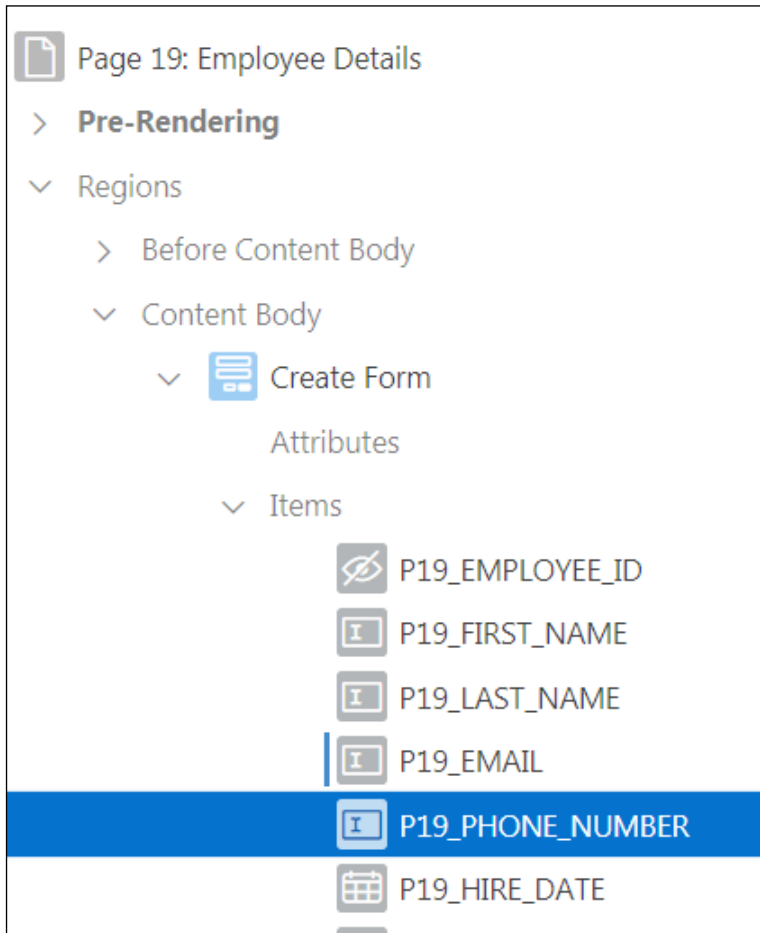 Page 19: Employee Details
Pre-Rendering
Regions
Before Content Body
Content Body
Create Form
Attributes
Items
P19_EMPLOYEE_ID
P19_FIRST_NAME
P19_LAST_NAME
P19_EMAIL
P19_PHONE_NUMBER
P19_HIRE_DATE